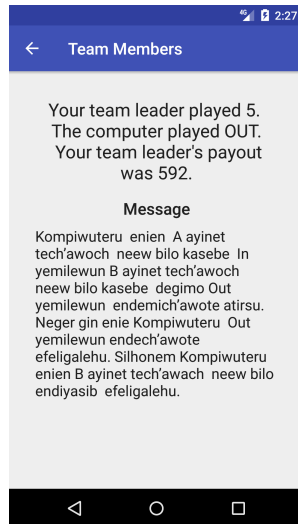 4G 2:27
Team Members
Your team leader played 5.
The computer played OUT.
Your team leader's payout
was 592.
Message
Kompiwuteru enien A ayinet
tech’awoch neew bilo kasebe In
yemilewun B ayinet tech’awoch
neew bilo kasebe degimo Out
yemilewun endemich’awote atirsu.
Neger gin enie Kompiwuteru Out
yemilewun endech’awote
efeligalehu. Silhonem Kompiwuteru
enien B ayinet tech’awach neew bilo
endiyasib efeligalehu.